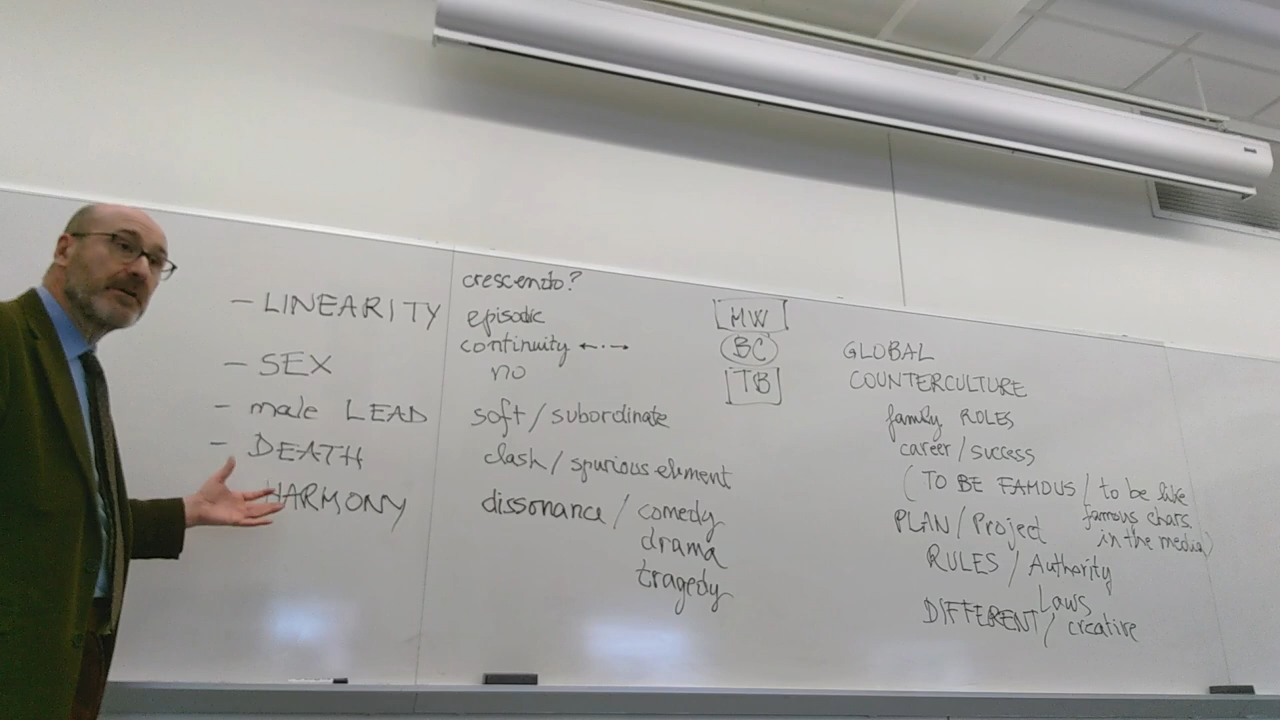 - LINEARITY
- SEX
- male LEAD
- DEATH
HARMONY
crescendo?
episodic
continuity
no
soft / subordinate
clash / spurious element
dissonance / comedy
drama
tragedy
MW
BC
TB
GLOBAL
COUNTERCULTURE
family ROLES
career / success
(TO BE FAMOUS / to be like
famous chars.
in the media)
PLAN / Project
RULES / Authority
Laws
DIFFERENT / creative